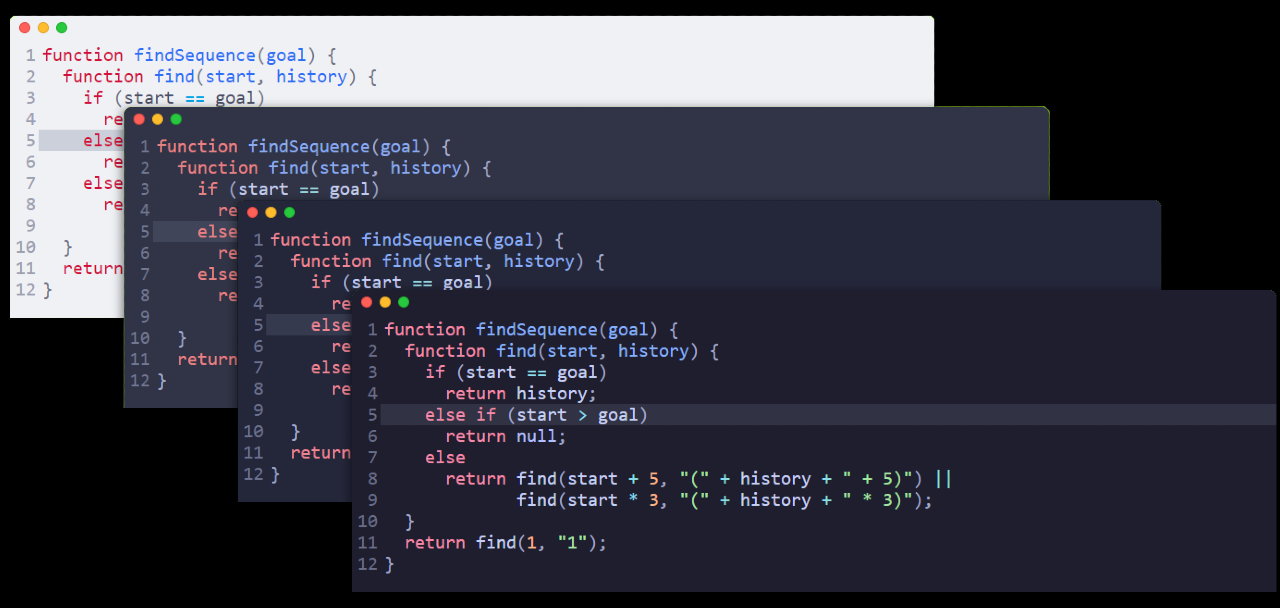 1 function findSequence(goal) {
2 function find(start, history) {
3 if (start == goal)
4 re
5 else
6 re
7 else
8 re
9
10 }
11 return
12 }
1 function findSequence(goal) {
2 function find(start, history) {
3 if (start == goal)
4 re
5 else
6 re
7 else
8 re
9
10 }
11 return
12 }
1 function findSequence(goal) {
2 function find(start, history) {
3 if (start == goal)
4 re
5 else
6 re
7 else
8 re
9
10 }
11 return
12 }
1 function findSequence(goal) {
2 function find(start, history) {
3 if (start == goal)
4 return history;
5 else if (start > goal)
6 return null;
7 else
8 return find(start + 5, "(" + history + " + 5)") ||
9 find(start * 3, "(" + history + " * 3)");
10 }
11 return find(1, "1");
12 }